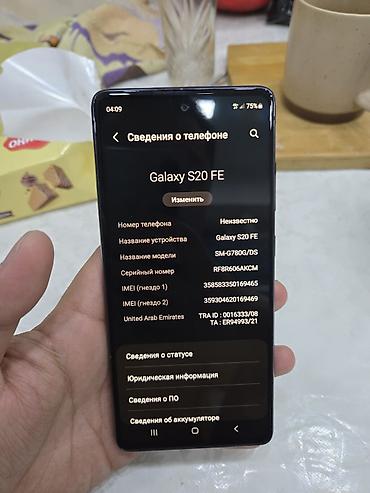 04:09
75%
Сведения о телефоне
Galaxy S20 FE
Изменить
Номер телефона Неизвестно
Название устройства Galaxy S20 FE
Название модели SM-G780G/DS
Серийный номер RF8R606AKCM
IMEI (гнездо 1) 358583350169465
IMEI (гнездо 2) 359304620169469
United Arab Emirates TRA ID : 0016333/08
TA : ER94993/21
Сведения о статусе
Юридическая информация
Сведения о ПО
Сведения об аккумуляторе